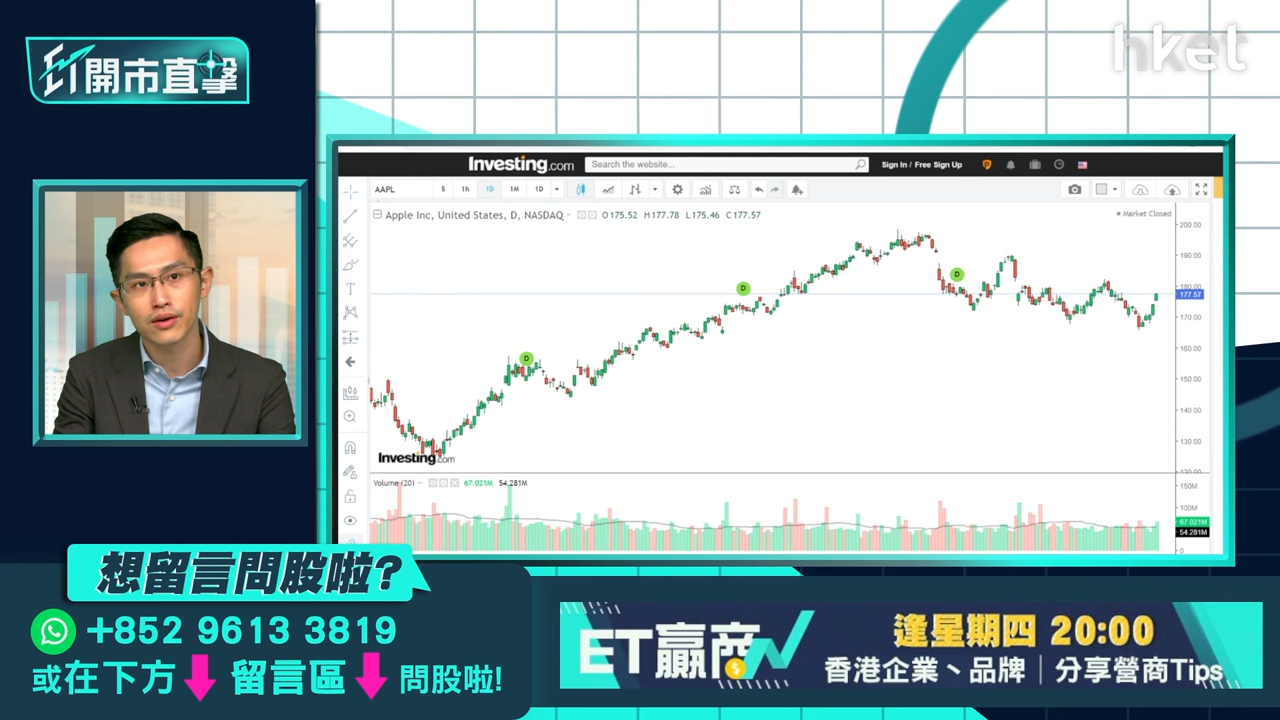 ET開市直擊
hket
Investing.com
Search the website...
Sign In / Free Sign Up
AAPL
5
1h
1D
1M
1D
Apple Inc, United States, D, NASDAQ
O175.52 H177.78 L175.46 C177.57
Market Closed
200.00
190.00
180.00
177.57
170.00
160.00
150.00
140.00
130.00
120.00
D
D
D
T
Investing.com
Volume (20)
67.021M
54.281M
150M
100M
67.021M
54.281M
0
想留言問股啦?
+852 9613 3819
或在下方 留言區 問股啦!
ET贏商
逢星期四 20:00
香港企業、品牌｜分享營商Tips